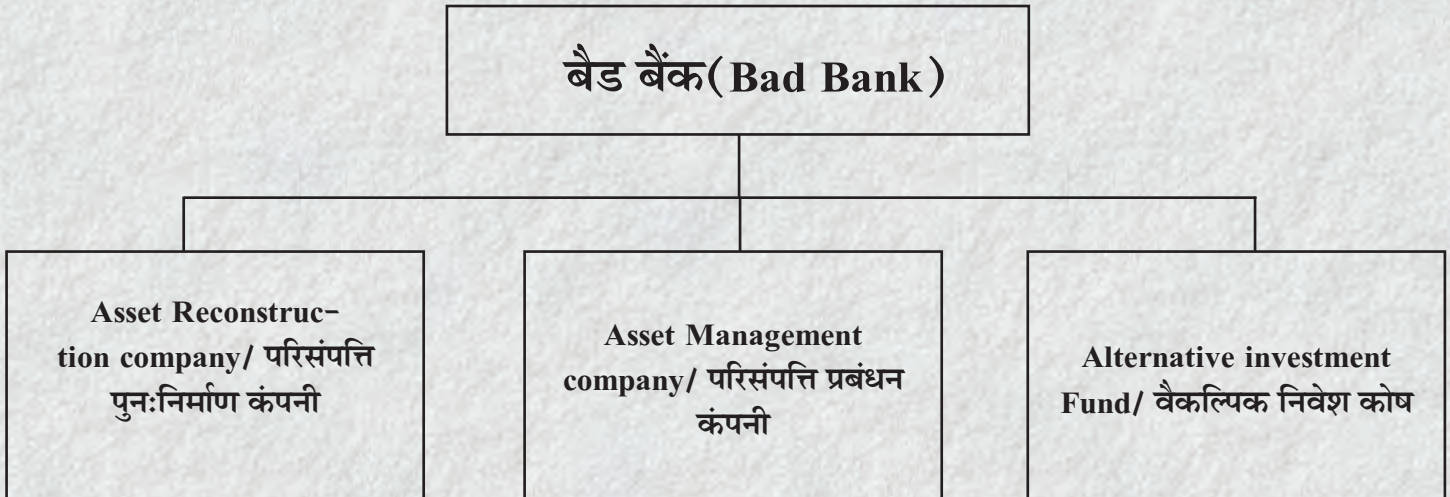 बैड बैंक(Bad Bank)
Asset Reconstruc-
tion company/ परिसंपत्ति
पुनःनिर्माण कंपनी
Asset Management
company/ परिसंपत्ति प्रबंधन
कंपनी
Alternative investment
Fund/ वैकल्पिक निवेश कोष